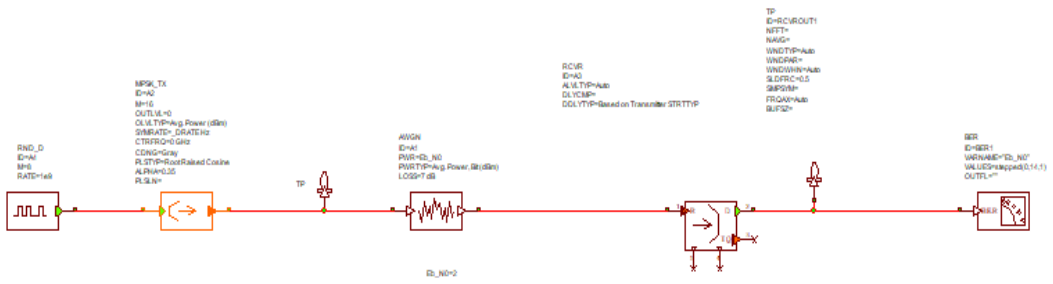 TP
ID=RCVROUT1
NFFT=
NAVG=
WNDTYP=Auto
WNDPAR=
WNDWHN=Auto
SLDFRC=0.5
SMPSYM=
FRQAX=Auto
BUFSZ=
RCVR
ID=A3
ALVLTYP=Auto
DLYCMP=
DDLYTYP=Based on Transmitter STRTTYP
MPSK_TX
ID=A2
M=16
OUTLVL=0
OLVLTYP=Avg. Power (dBm)
SYMRATE=_DRATE Hz
CTRFRQ=0 GHz
CDNG=Gray
PLSTYP=Root Raised Cosine
ALPHA=0.35
PLSLN=
RND_D
ID=A4
RATE=1e9
AWGN
ID=A1
PWR=Eb_N0
PWRTYP=Avg. Power, Bit (dBm)
LOSS=7 dB
BER
ID=BER1
VARNAME="Eb_N0"
VALUES=stepped(0,14,1)
OUTFL=""
TP
R
D
BER
Eb_N0=2